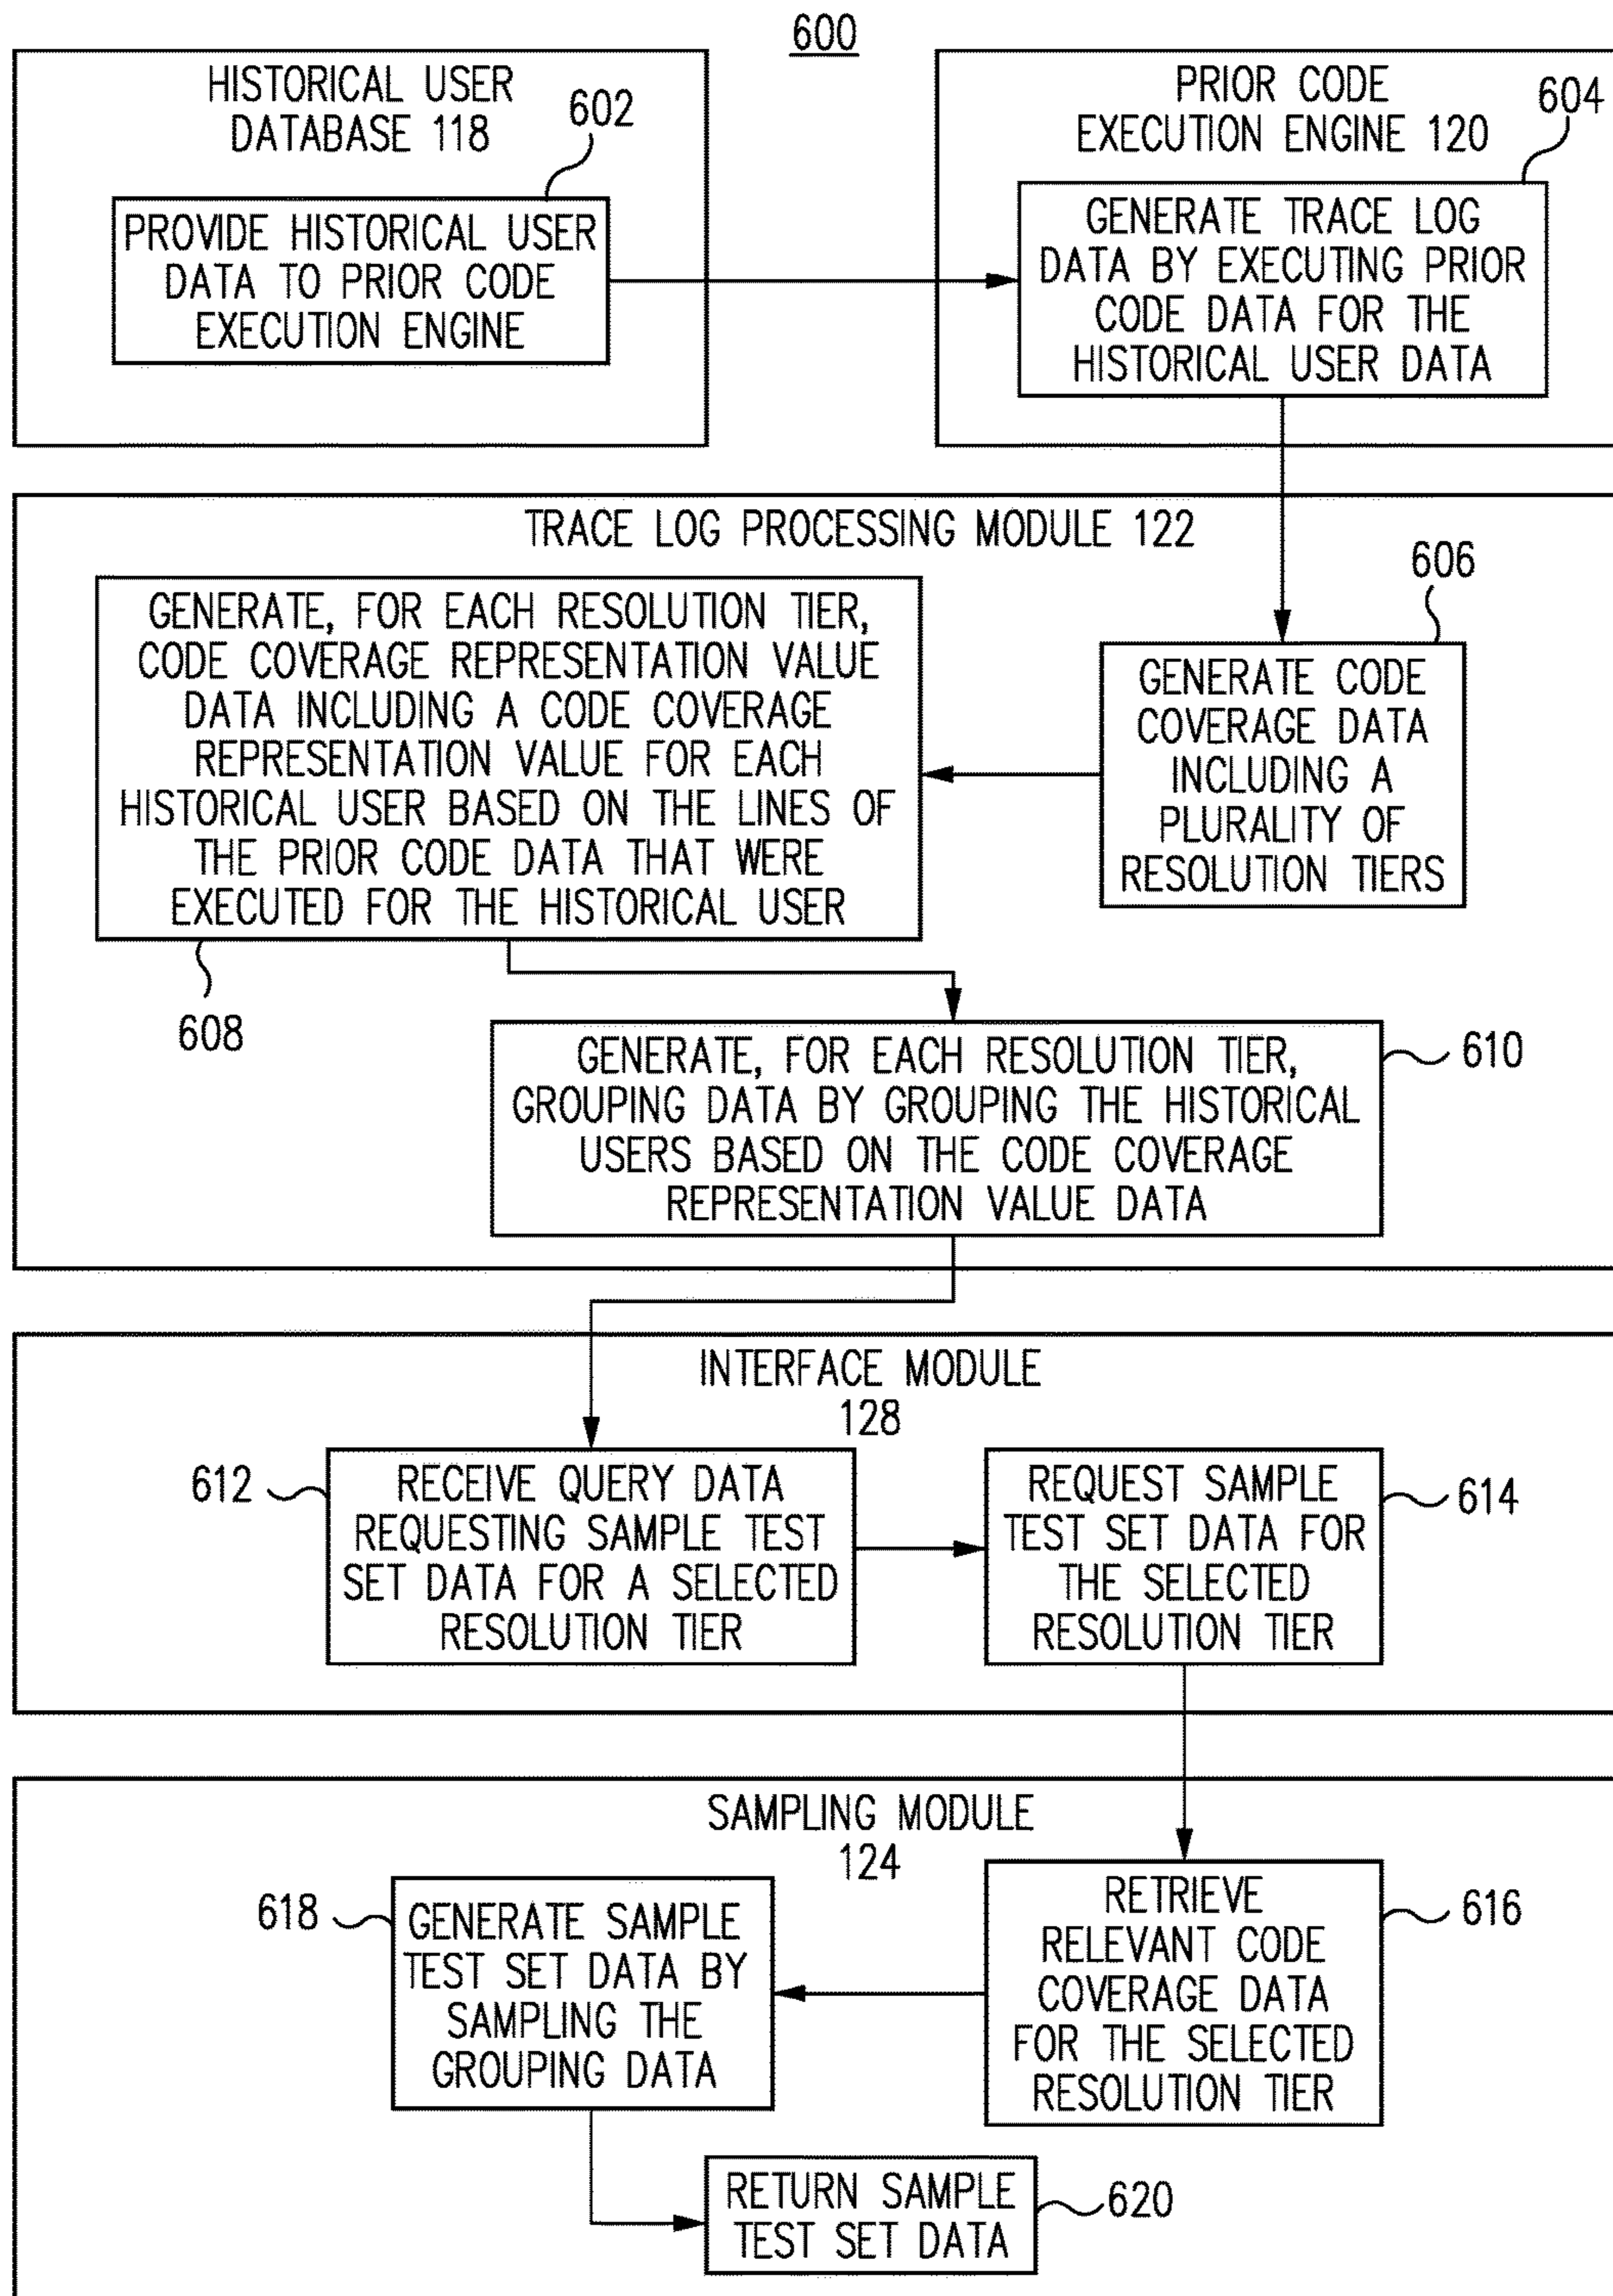 600
HISTORICAL USER
DATABASE 118
602
PROVIDE HISTORICAL USER
DATA TO PRIOR CODE
EXECUTION ENGINE
PRIOR CODE
EXECUTION ENGINE 120
604
GENERATE TRACE LOG
DATA BY EXECUTING PRIOR
CODE DATA FOR THE
HISTORICAL USER DATA
TRACE LOG PROCESSING MODULE 122
606
GENERATE CODE
COVERAGE DATA
INCLUDING A
PLURALITY OF
RESOLUTION TIERS
GENERATE, FOR EACH RESOLUTION TIER,
CODE COVERAGE REPRESENTATION VALUE
DATA INCLUDING A CODE COVERAGE
REPRESENTATION VALUE FOR EACH
HISTORICAL USER BASED ON THE LINES OF
THE PRIOR CODE DATA THAT WERE
EXECUTED FOR THE HISTORICAL USER
608
GENERATE, FOR EACH RESOLUTION TIER,
GROUPING DATA BY GROUPING THE HISTORICAL
USERS BASED ON THE CODE COVERAGE
REPRESENTATION VALUE DATA
610
INTERFACE MODULE
128
612
RECEIVE QUERY DATA
REQUESTING SAMPLE TEST
SET DATA FOR A SELECTED
RESOLUTION TIER
REQUEST SAMPLE
TEST SET DATA FOR
THE SELECTED
RESOLUTION TIER
614
SAMPLING MODULE
124
RETRIEVE
RELEVANT CODE
COVERAGE DATA
FOR THE SELECTED
RESOLUTION TIER
616
618
GENERATE SAMPLE
TEST SET DATA BY
SAMPLING THE
GROUPING DATA
RETURN SAMPLE
TEST SET DATA
620